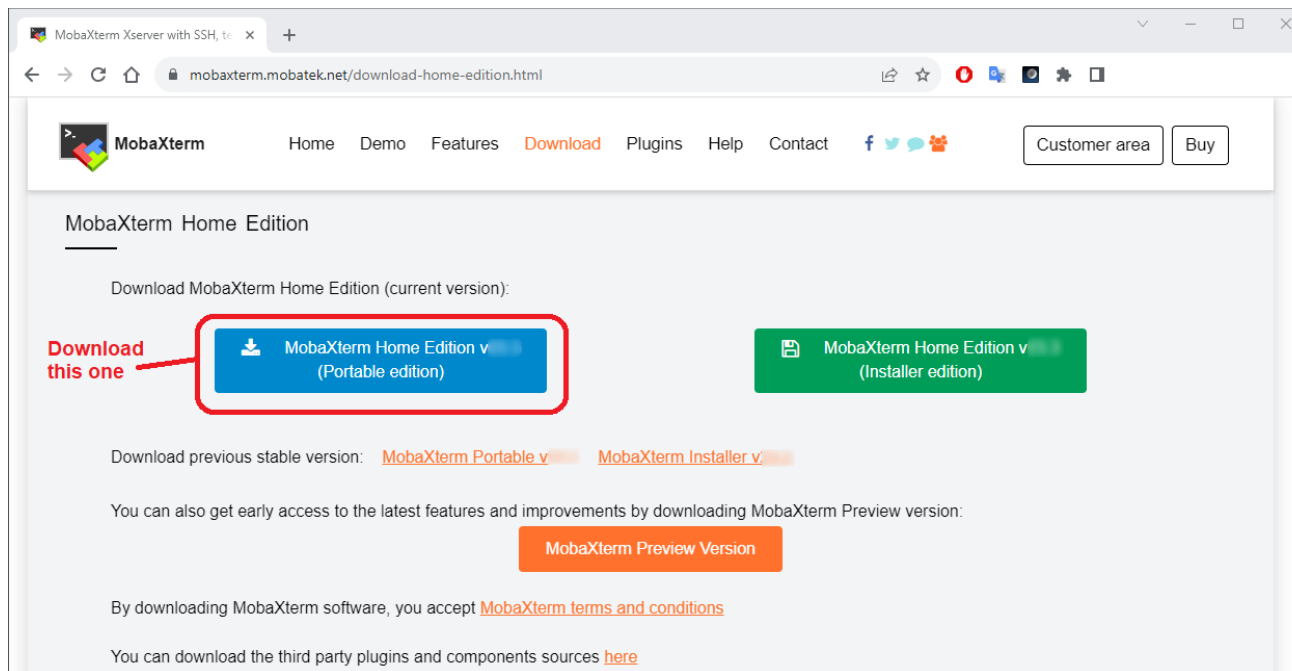 MobaXterm Xserver with SSH, te
mobaxterm.mobatek.net/download-home-edition.html
>_
MobaXterm
Home Demo Features Download Plugins Help Contact
Customer area Buy
MobaXterm Home Edition
Download MobaXterm Home Edition (current version):
Download
this one
MobaXterm Home Edition v
(Portable edition)
MobaXterm Home Edition v
(Installer edition)
Download previous stable version: MobaXterm Portable v MobaXterm Installer v
You can also get early access to the latest features and improvements by downloading MobaXterm Preview version:
MobaXterm Preview Version
By downloading MobaXterm software, you accept MobaXterm terms and conditions
You can download the third party plugins and components sources here